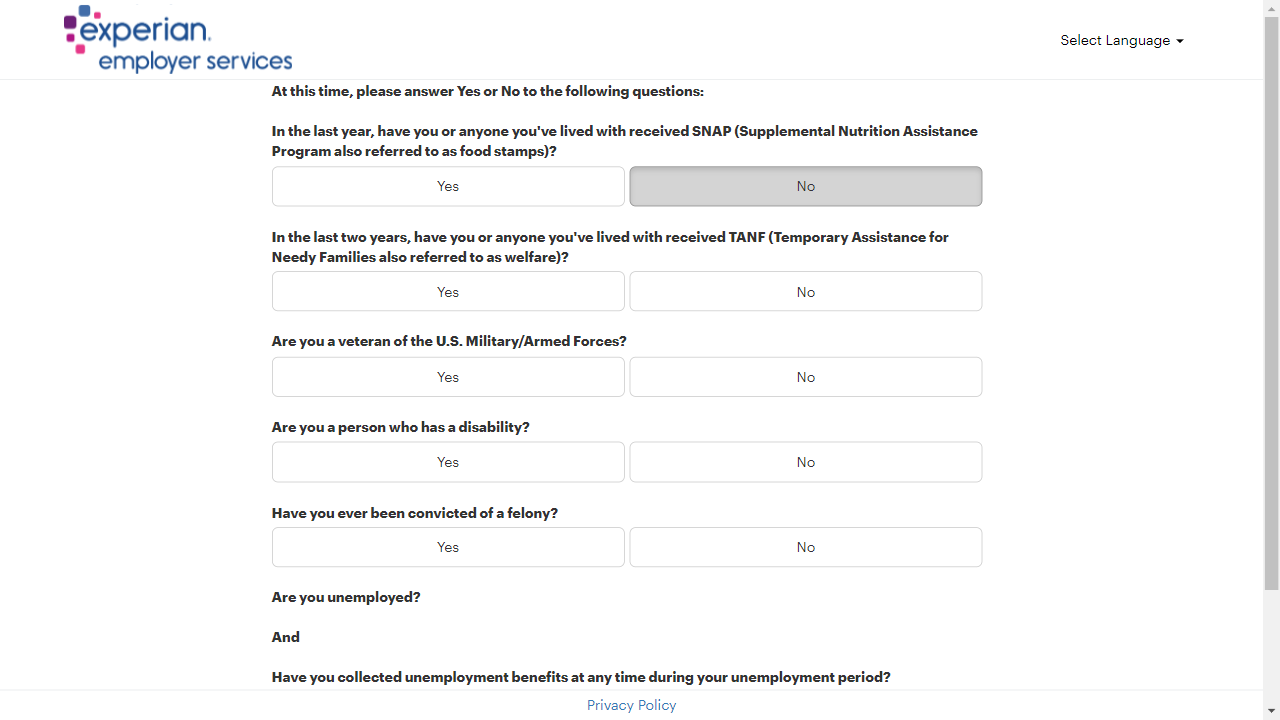 experian.
employer services
Select Language
At this time, please answer Yes or No to the following questions:
In the last year, have you or anyone you've lived with received SNAP (Supplemental Nutrition Assistance
Program also referred to as food stamps)?
Yes No
In the last two years, have you or anyone you've lived with received TANF (Temporary Assistance for
Needy Families also referred to as welfare)?
Yes No
Are you a veteran of the U.S. Military/Armed Forces?
Yes No
Are you a person who has a disability?
Yes No
Have you ever been convicted of a felony?
Yes No
Are you unemployed?
And
Have you collected unemployment benefits at any time during your unemployment period?
Privacy Policy